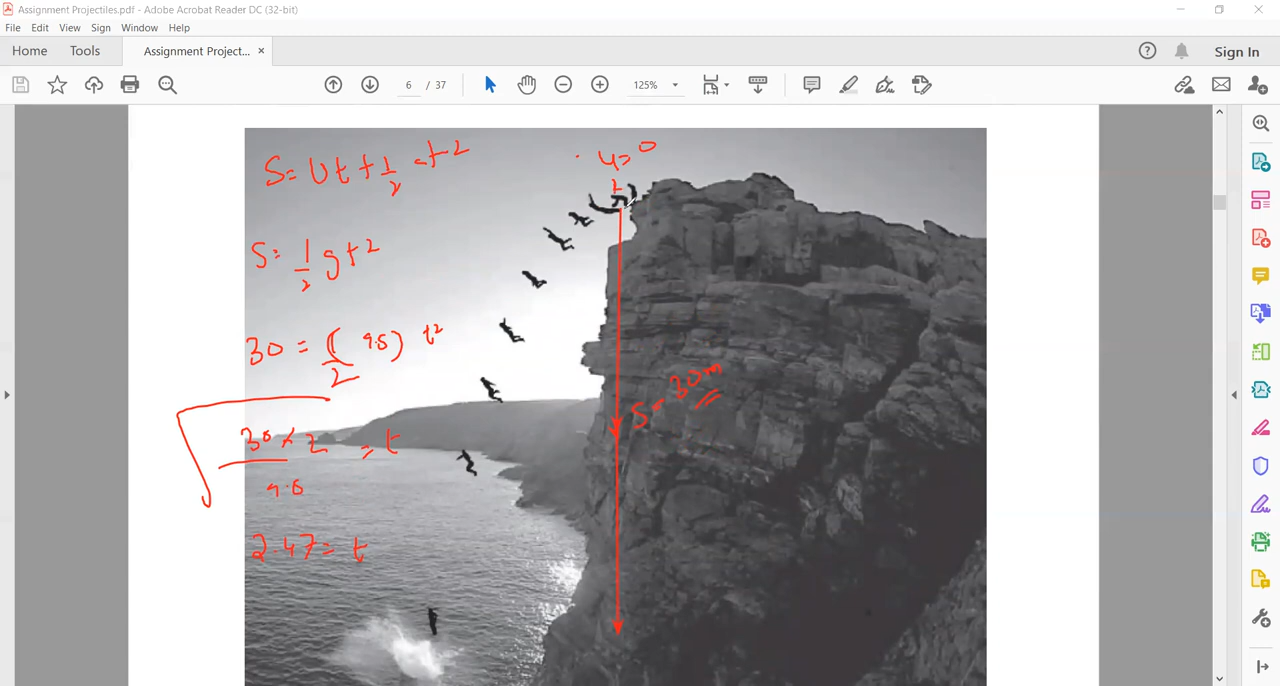 Assignment Projectiles.pdf - Adobe Acrobat Reader DC (32-bit)
File Edit View Sign Window Help
Home Tools Assignment Project... × Sign In
6 / 37 125%
S= Ut+1/2 at2
u=0
S= 1/2 gt2
30 = (9.8)/2 t2
S= 30m
30×2 = t
9.8
2.47= t